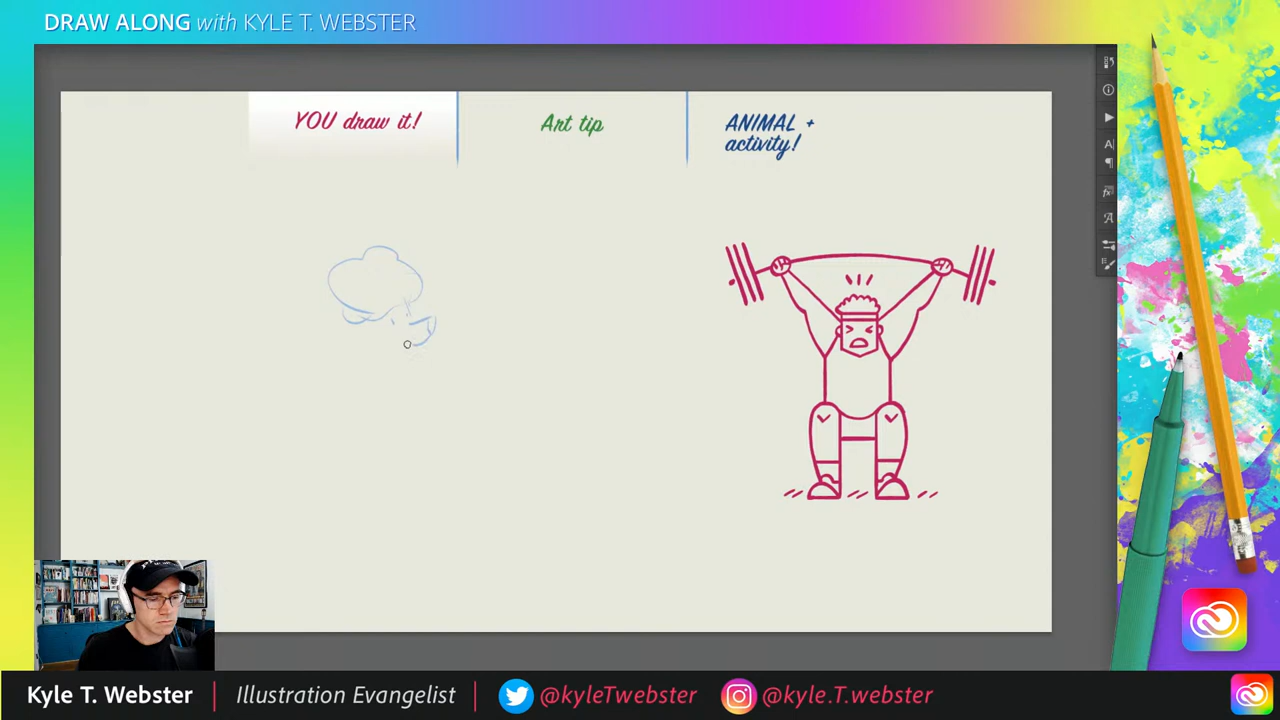 DRAW ALONG with KYLE T. WEBSTER
YOU draw it!
Art tip
ANIMAL +
activity!
Kyle T. Webster | Illustration Evangelist | @kyleTwebster @kyle.T.webster